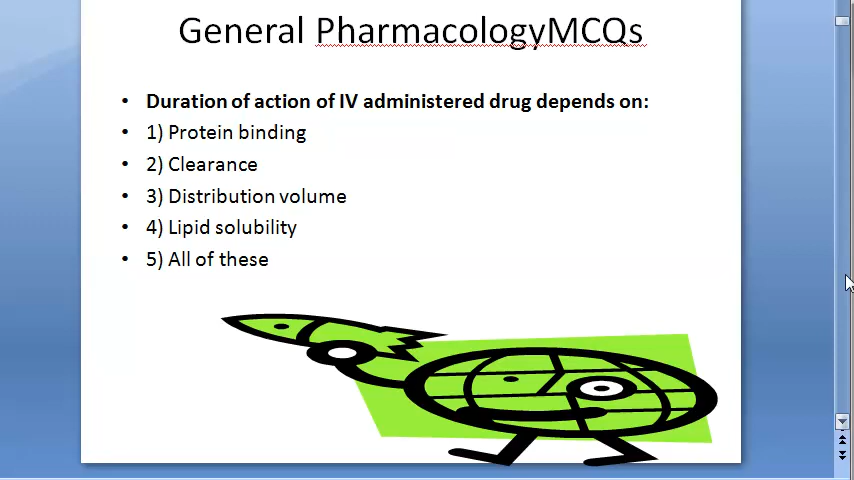 General PharmacologyMCQs
• Duration of action of IV administered drug depends on:
• 1) Protein binding
• 2) Clearance
• 3) Distribution volume
• 4) Lipid solubility
• 5) All of these